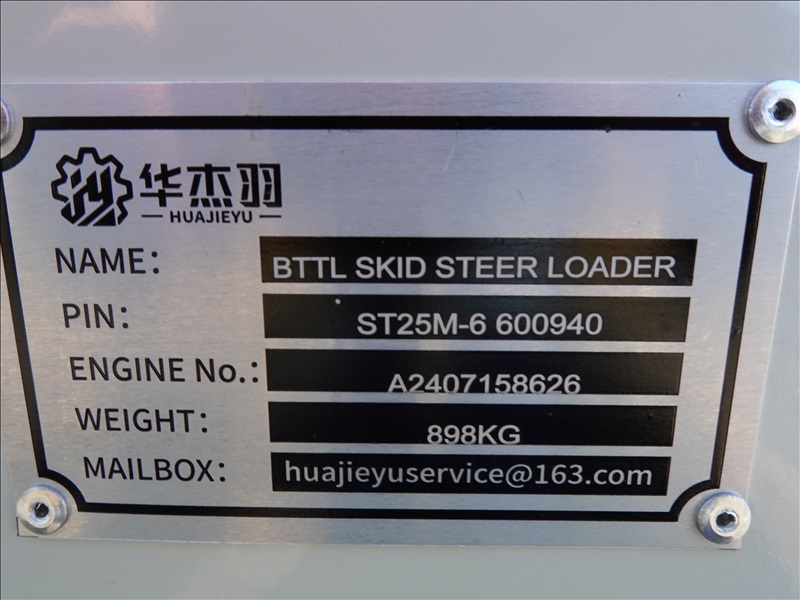 华杰羽
HUAJIEYU
NAME: BTTL SKID STEER LOADER
PIN: ST25M-6 600940
ENGINE No.: A2407158626
WEIGHT: 898KG
MAILBOX: huajieyuservice@163.com